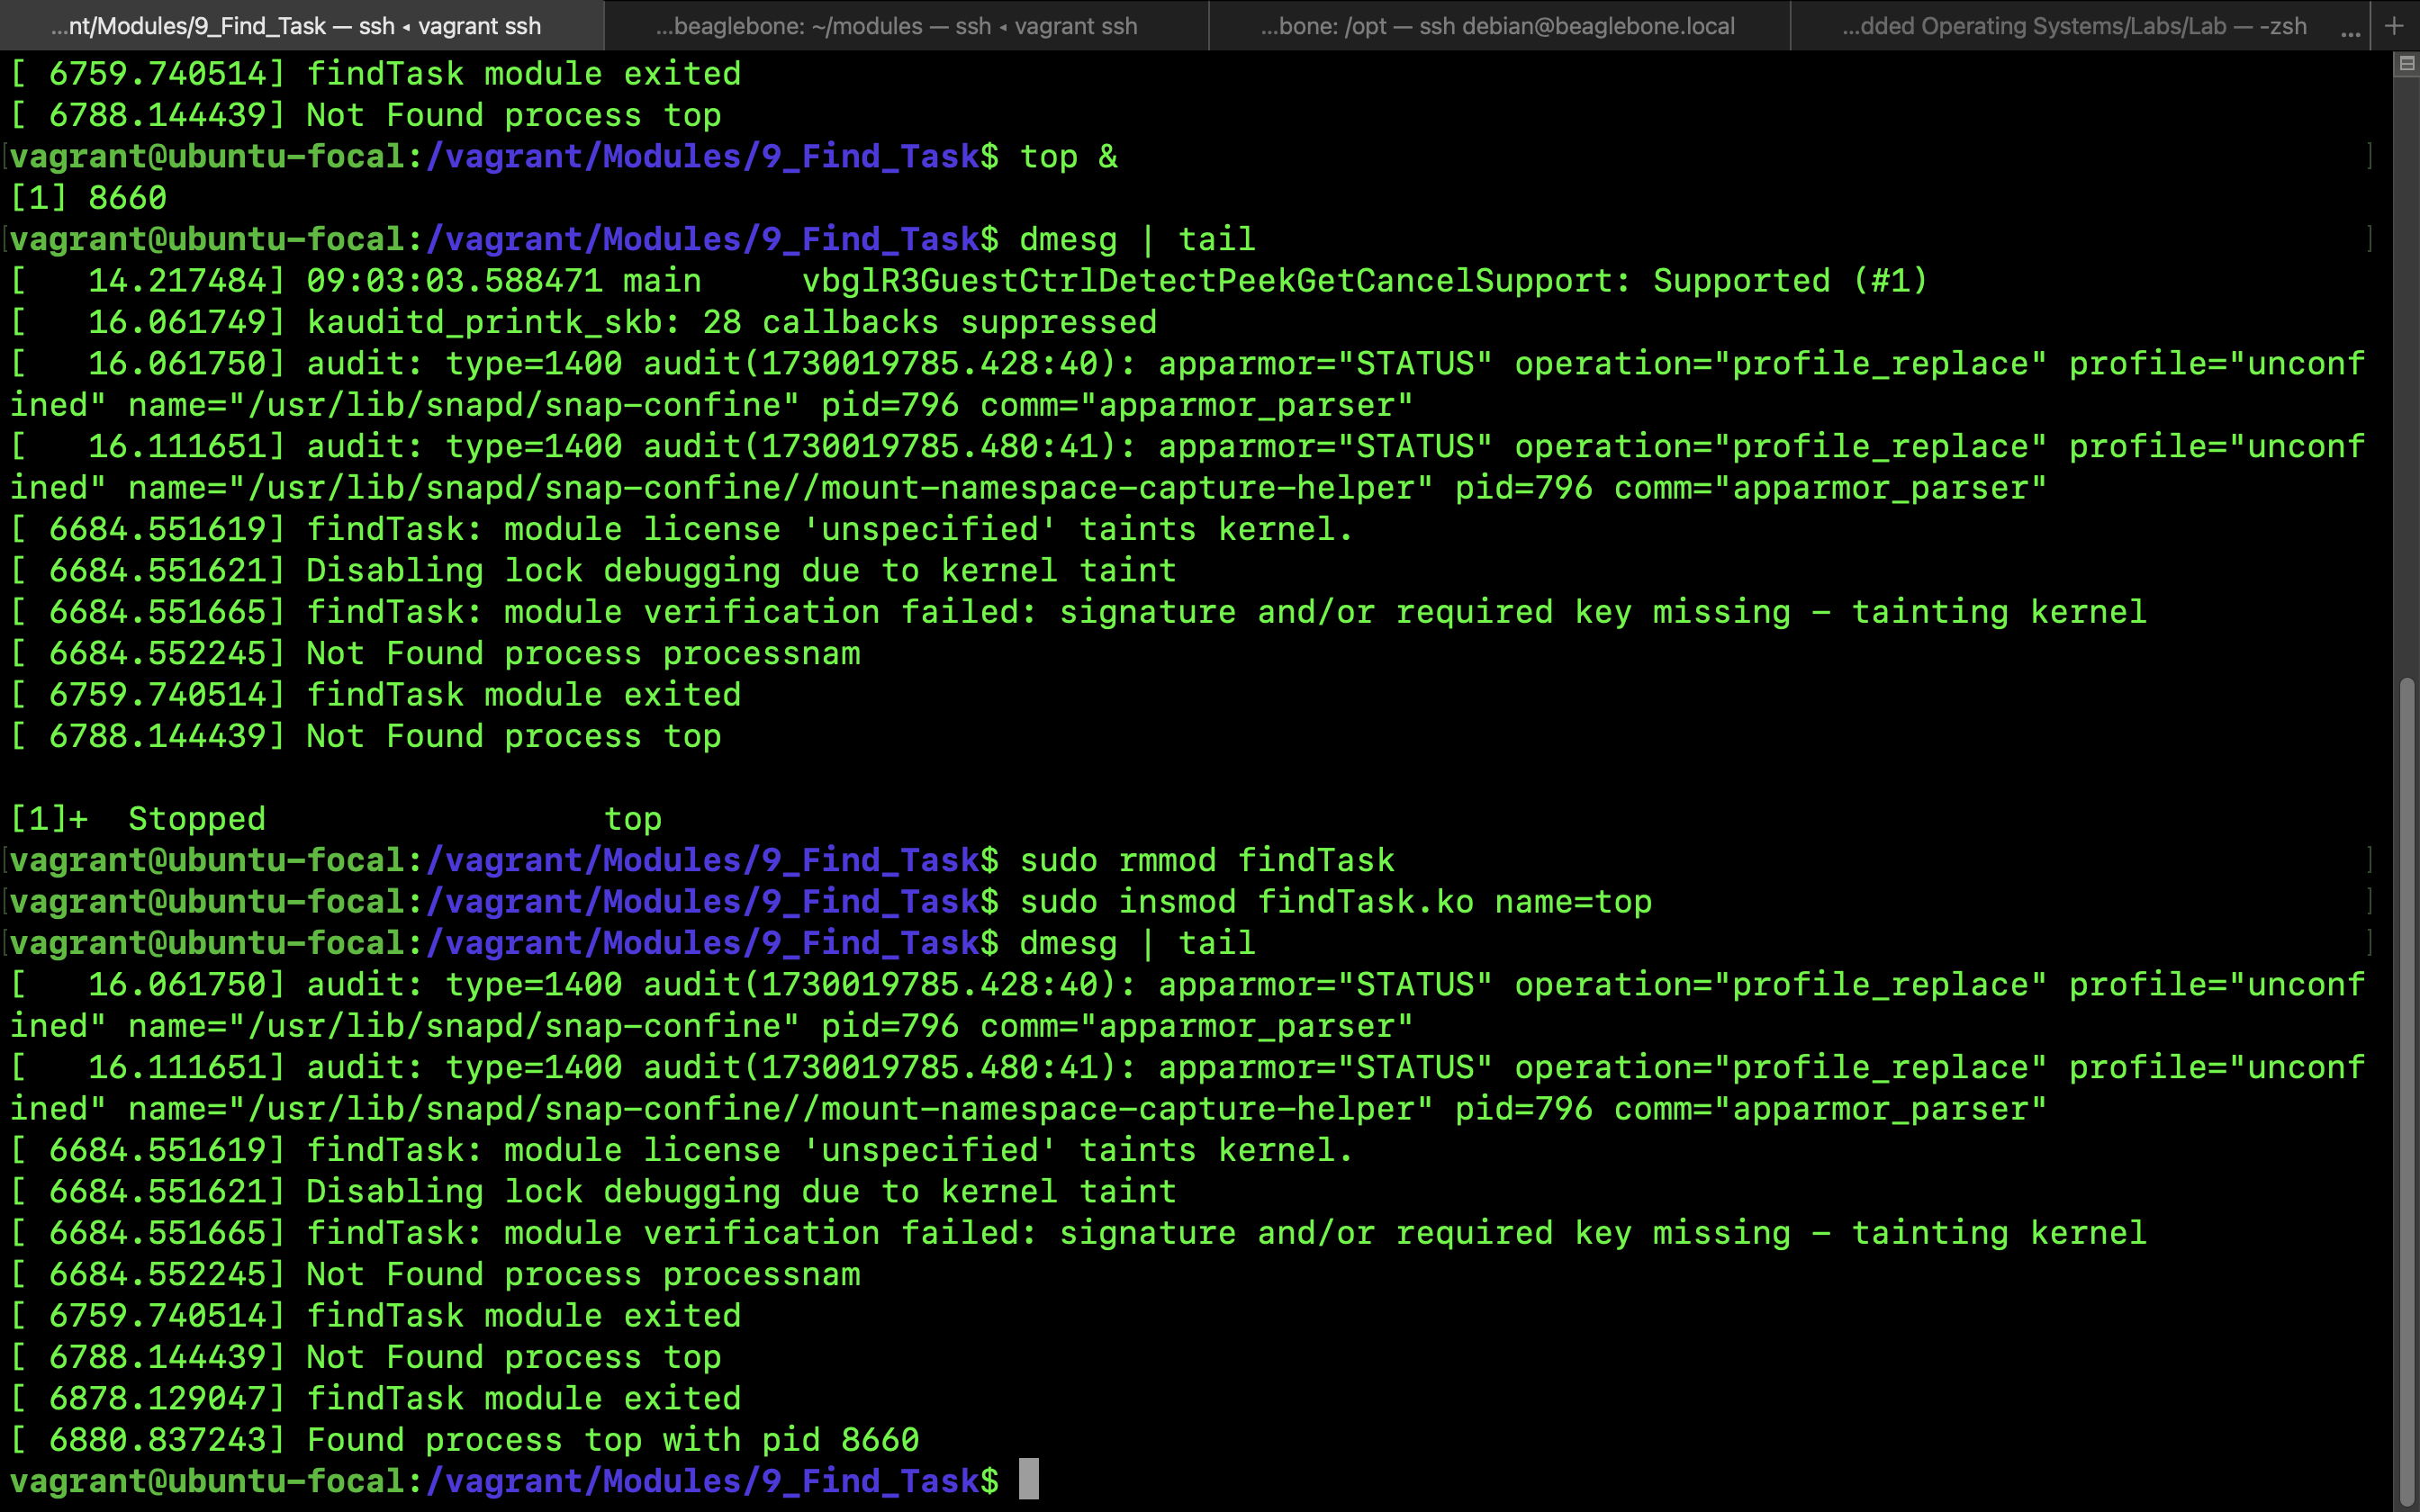 ...nt/Modules/9_Find_Task — ssh ◂ vagrant ssh
...beaglebone: ~/modules — ssh ◂ vagrant ssh
...bone: /opt — ssh debian@beaglebone.local
...dded Operating Systems/Labs/Lab — -zsh
...
+
[ 6759.740514] findTask module exited
[ 6788.144439] Not Found process top
[vagrant@ubuntu-focal:/vagrant/Modules/9_Find_Task$ top & ]
[1] 8660
[vagrant@ubuntu-focal:/vagrant/Modules/9_Find_Task$ dmesg | tail ]
[   14.217484] 09:03:03.588471 main     vbglR3GuestCtrlDetectPeekGetCancelSupport: Supported (#1)
[   16.061749] kauditd_printk_skb: 28 callbacks suppressed
[   16.061750] audit: type=1400 audit(1730019785.428:40): apparmor="STATUS" operation="profile_replace" profile="unconf
ined" name="/usr/lib/snapd/snap-confine" pid=796 comm="apparmor_parser"
[   16.111651] audit: type=1400 audit(1730019785.480:41): apparmor="STATUS" operation="profile_replace" profile="unconf
ined" name="/usr/lib/snapd/snap-confine//mount-namespace-capture-helper" pid=796 comm="apparmor_parser"
[ 6684.551619] findTask: module license 'unspecified' taints kernel.
[ 6684.551621] Disabling lock debugging due to kernel taint
[ 6684.551665] findTask: module verification failed: signature and/or required key missing - tainting kernel
[ 6684.552245] Not Found process processnam
[ 6759.740514] findTask module exited
[ 6788.144439] Not Found process top
[1]+  Stopped                 top
[vagrant@ubuntu-focal:/vagrant/Modules/9_Find_Task$ sudo rmmod findTask ]
[vagrant@ubuntu-focal:/vagrant/Modules/9_Find_Task$ sudo insmod findTask.ko name=top ]
[vagrant@ubuntu-focal:/vagrant/Modules/9_Find_Task$ dmesg | tail ]
[   16.061750] audit: type=1400 audit(1730019785.428:40): apparmor="STATUS" operation="profile_replace" profile="unconf
ined" name="/usr/lib/snapd/snap-confine" pid=796 comm="apparmor_parser"
[   16.111651] audit: type=1400 audit(1730019785.480:41): apparmor="STATUS" operation="profile_replace" profile="unconf
ined" name="/usr/lib/snapd/snap-confine//mount-namespace-capture-helper" pid=796 comm="apparmor_parser"
[ 6684.551619] findTask: module license 'unspecified' taints kernel.
[ 6684.551621] Disabling lock debugging due to kernel taint
[ 6684.551665] findTask: module verification failed: signature and/or required key missing - tainting kernel
[ 6684.552245] Not Found process processnam
[ 6759.740514] findTask module exited
[ 6788.144439] Not Found process top
[ 6878.129047] findTask module exited
[ 6880.837243] Found process top with pid 8660
vagrant@ubuntu-focal:/vagrant/Modules/9_Find_Task$